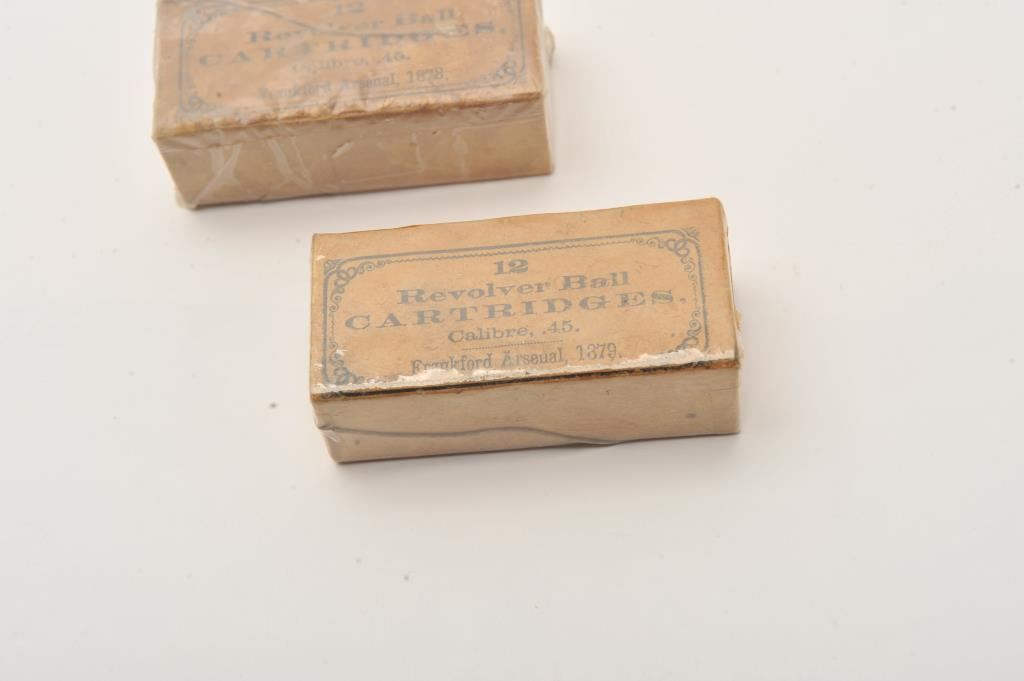 12
Revolver Ball
CARTRIDGES.
Calibre, .45.
Frankford Arsenal, 1878.
12
Revolver Ball
CARTRIDGES.
Calibre, .45.
Frankford Arsenal, 1879.